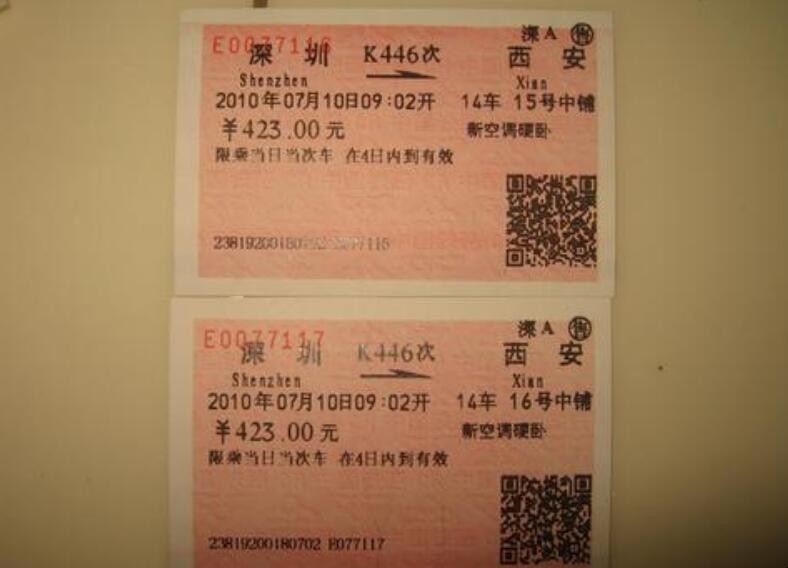 深A 售
E0077116
深圳 K446次 西安
Shenzhen Xian
2010年07月10日09:02开 14车 15号中铺
￥423.00元 新空调硬卧
限乘当日当次车 在4日内到有效
深A 售
E0077117
深圳 K446次 西安
Shenzhen Xian
2010年07月10日09:02开 14车 16号中铺
￥423.00元 新空调硬卧
限乘当日当次车 在4日内到有效
23819200180702 E077117